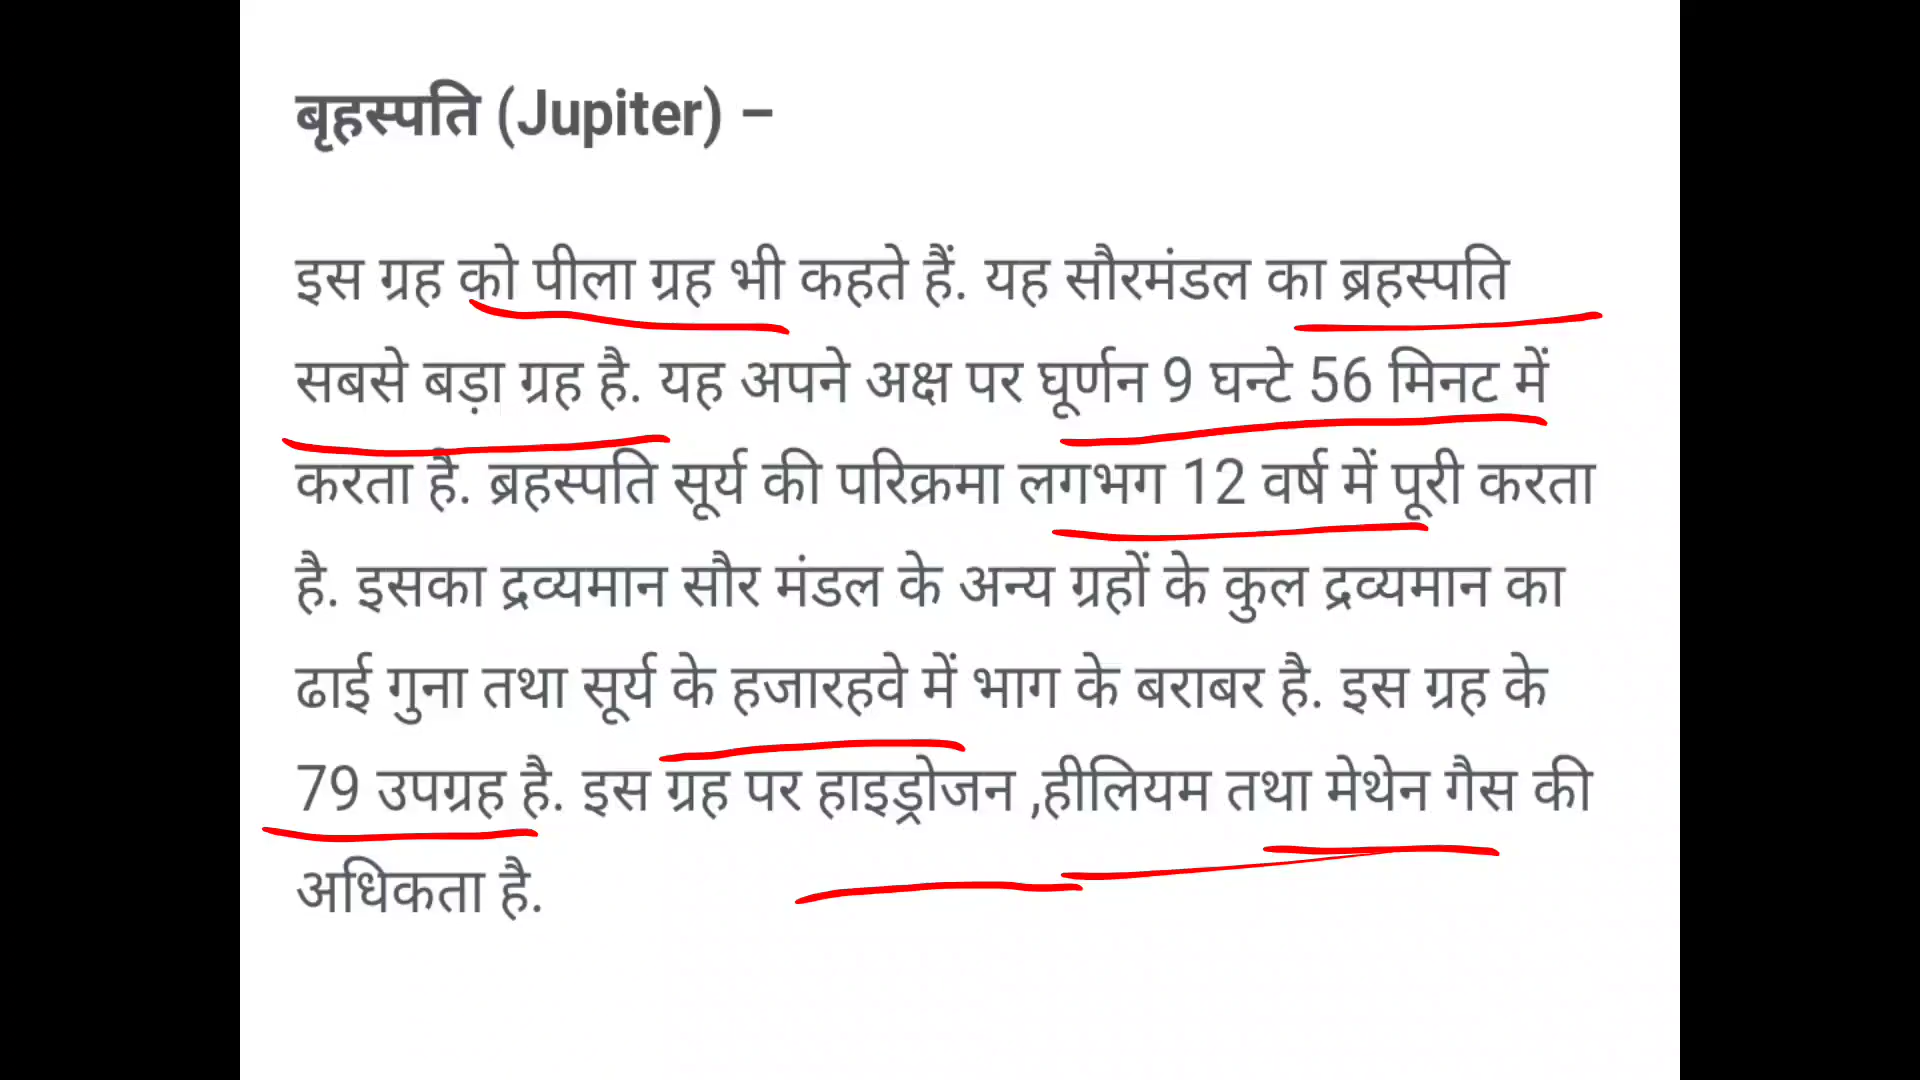 बृहस्पति (Jupiter) –
इस ग्रह को पीला ग्रह भी कहते हैं. यह सौरमंडल का ब्रहस्पति
सबसे बड़ा ग्रह है. यह अपने अक्ष पर घूर्णन 9 घन्टे 56 मिनट में
करता है. ब्रहस्पति सूर्य की परिक्रमा लगभग 12 वर्ष में पूरी करता
है. इसका द्रव्यमान सौर मंडल के अन्य ग्रहों के कुल द्रव्यमान का
ढाई गुना तथा सूर्य के हजारहवे में भाग के बराबर है. इस ग्रह के
79 उपग्रह है. इस ग्रह पर हाइड्रोजन ,हीलियम तथा मेथेन गैस की
अधिकता है.